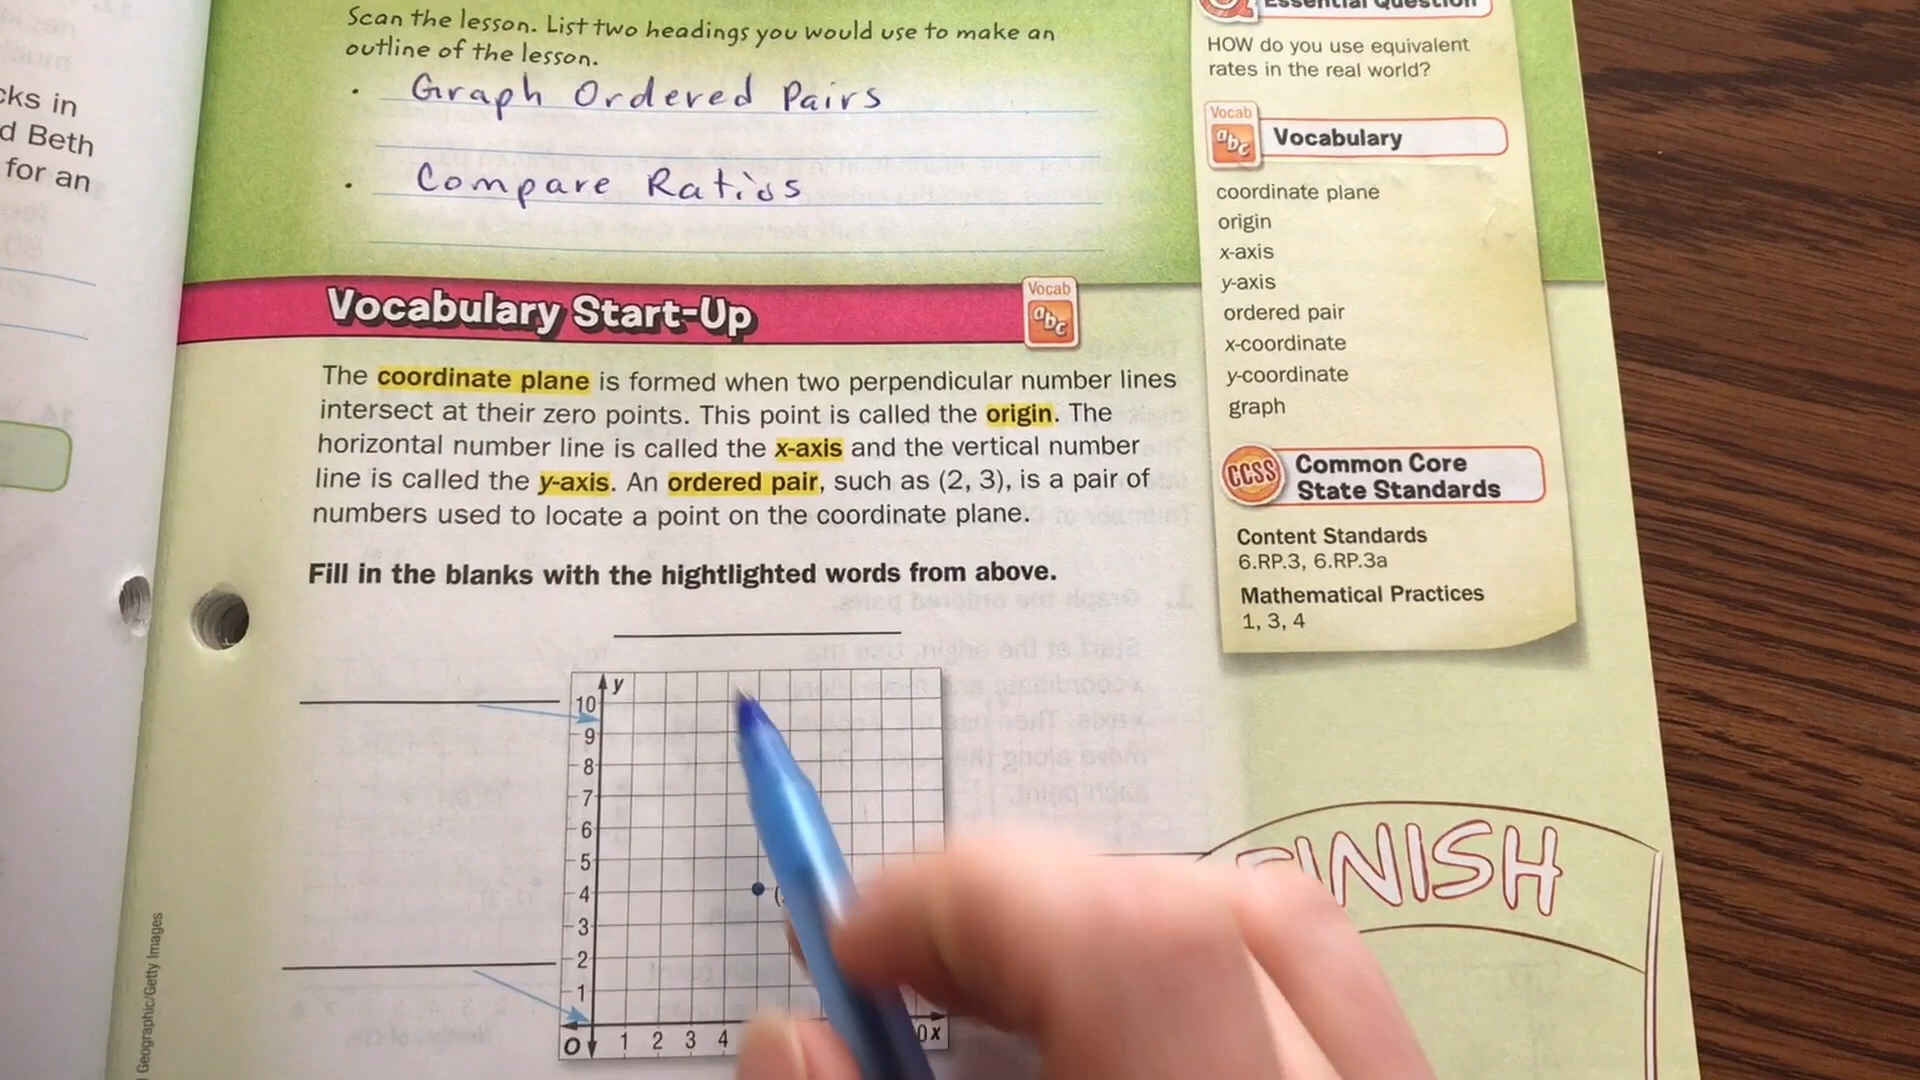 Scan the lesson. List two headings you would use to make an
outline of the lesson.
• Graph Ordered Pairs
• Compare Ratios
Vocabulary Start-Up
Vocab
abc
The coordinate plane is formed when two perpendicular number lines
intersect at their zero points. This point is called the origin. The
horizontal number line is called the x-axis and the vertical number
line is called the y-axis. An ordered pair, such as (2, 3), is a pair of
numbers used to locate a point on the coordinate plane.
Fill in the blanks with the hightlighted words from above.
y
10
9
8
7
6
5
4
(
3
2
1
O 1 2 3 4
0 x
Essential Question
HOW do you use equivalent
rates in the real world?
Vocab
abc
Vocabulary
coordinate plane
origin
x-axis
y-axis
ordered pair
x-coordinate
y-coordinate
graph
CCSS
Common Core
State Standards
Content Standards
6.RP.3, 6.RP.3a
Mathematical Practices
1, 3, 4
FINISH
cks in
d Beth
for an
Geographic/Getty Images